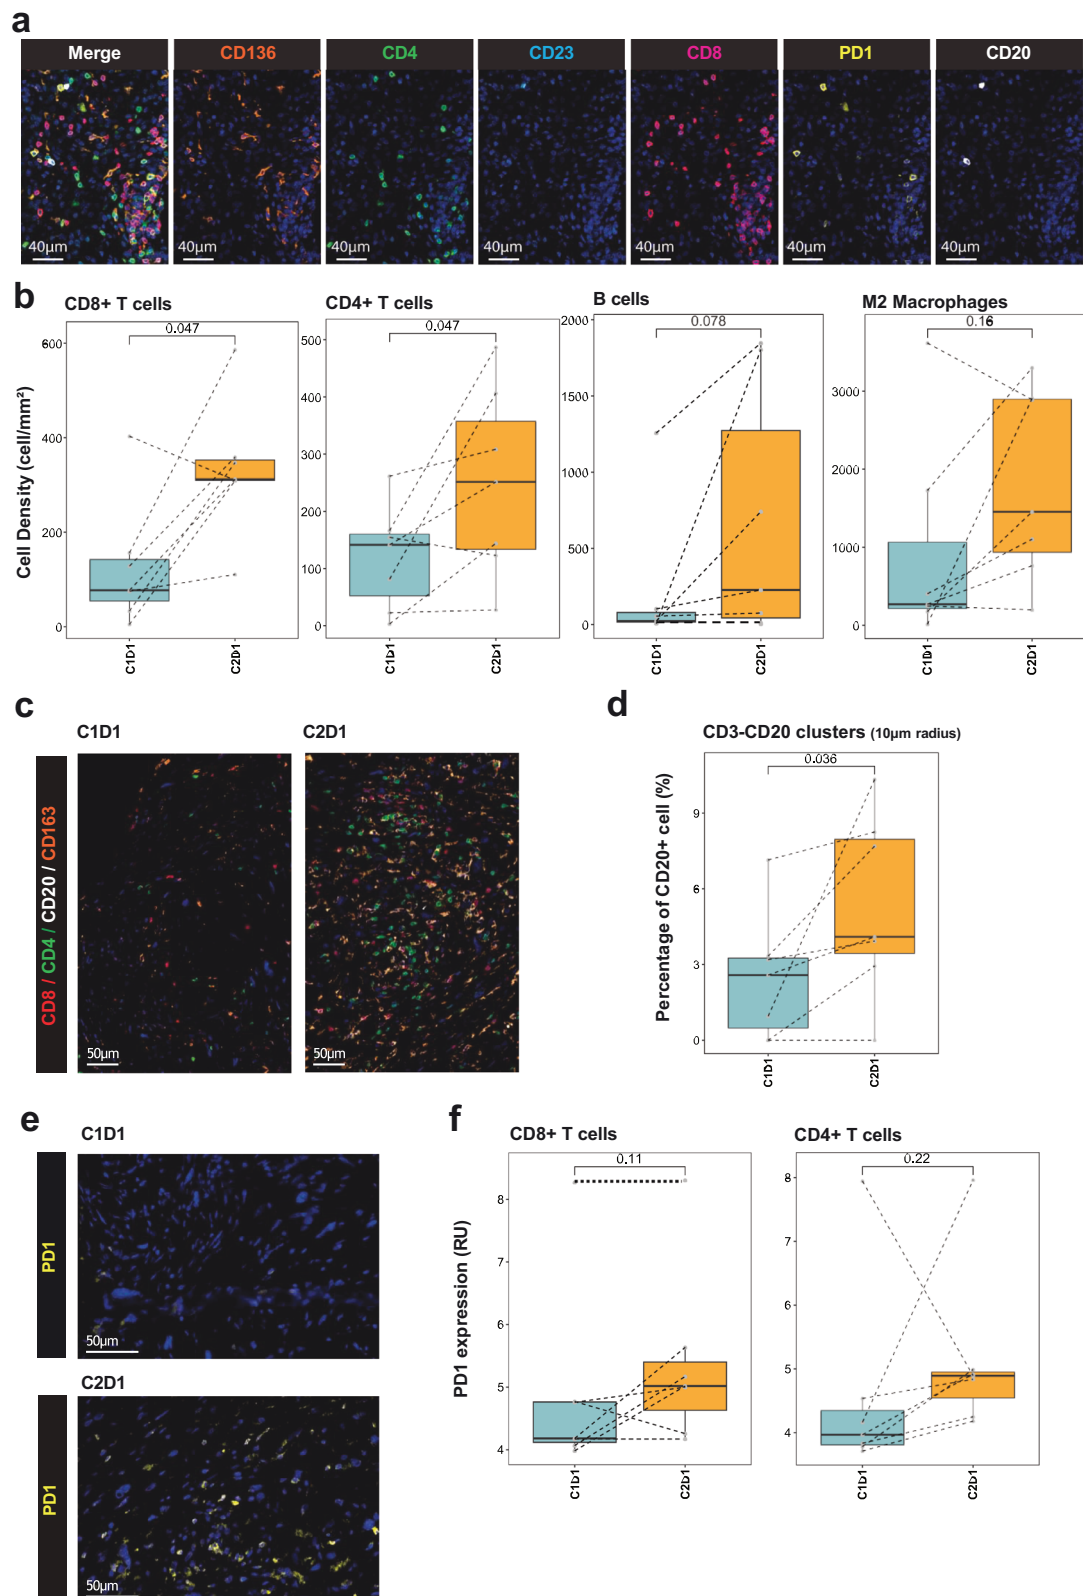 a
Merge CD136 CD4 CD23 CD8 PD1 CD20
40µm 40µm 40µm 40µm 40µm 40µm 40µm
b
CD8+ T cells
CD4+ T cells
B cells
M2 Macrophages
Cell Density (cell/mm²)
0.047
600
400
200
0
C1D1 C2D1
0.047
500
400
300
200
100
0
C1D1 C2D1
0.078
2000
1500
1000
500
0
C1D1 C2D1
0.16
3000
2000
1000
0
C1D1 C2D1
c
C1D1 C2D1
CD8 / CD4 / CD20 / CD163
50µm 50µm
d
CD3-CD20 clusters (10µm radius)
0.036
Percentage of CD20+ cell (%)
9
6
3
0
C1D1 C2D1
e
C1D1
PD1
50µm
C2D1
PD1
50µm
f
CD8+ T cells
CD4+ T cells
PD1 expression (RU)
0.11
8
7
6
5
4
C1D1 C2D1
0.22
8
7
6
5
4
C1D1 C2D1